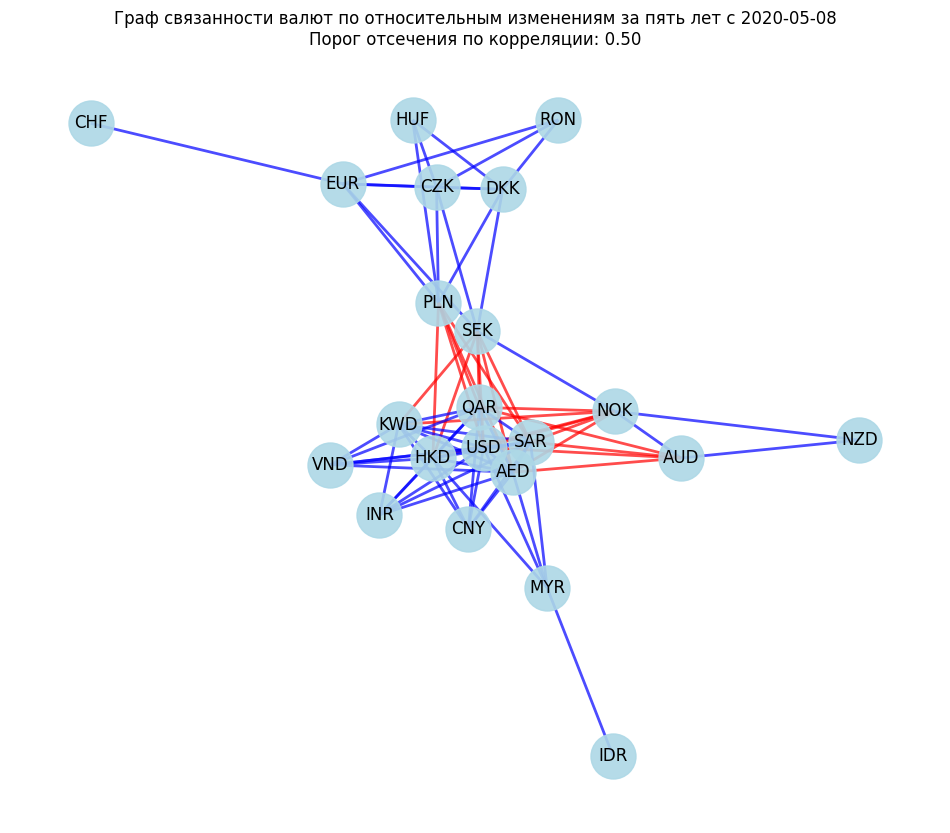 Граф связанности валют по относительным изменениям за пять лет с 2020-05-08
Порог отсечения по корреляции: 0.50
CHF
HUF
RON
EUR
CZK
DKK
PLN
SEK
QAR
NOK
KWD
USD
SAR
NZD
VND
HKD
AED
AUD
INR
CNY
MYR
IDR